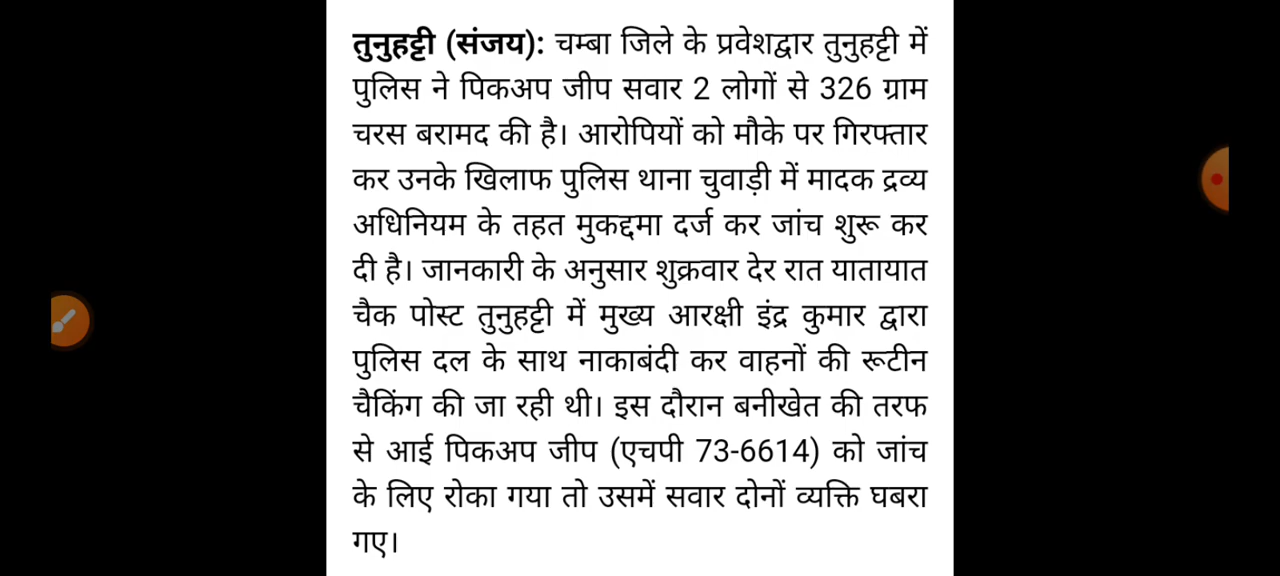 तुनुहट्टी (संजय): चम्बा जिले के प्रवेशद्वार तुनुहट्टी में
पुलिस ने पिकअप जीप सवार 2 लोगों से 326 ग्राम
चरस बरामद की है। आरोपियों को मौके पर गिरफ्तार
कर उनके खिलाफ पुलिस थाना चुवाड़ी में मादक द्रव्य
अधिनियम के तहत मुकद्दमा दर्ज कर जांच शुरू कर
दी है। जानकारी के अनुसार शुक्रवार देर रात यातायात
चैक पोस्ट तुनुहट्टी में मुख्य आरक्षी इंद्र कुमार द्वारा
पुलिस दल के साथ नाकाबंदी कर वाहनों की रूटीन
चैकिंग की जा रही थी। इस दौरान बनीखेत की तरफ
से आई पिकअप जीप (एचपी 73-6614) को जांच
के लिए रोका गया तो उसमें सवार दोनों व्यक्ति घबरा
गए।